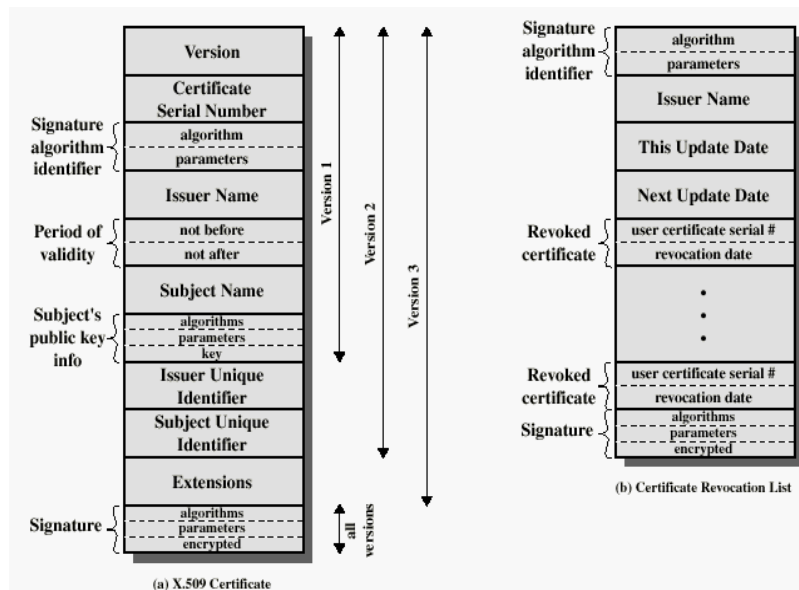 Version
Certificate
Serial Number
Signature
algorithm
identifier
algorithm
parameters
Issuer Name
Period of
validity
not before
not after
Subject Name
Subject's
public key
info
algorithms
parameters
key
Issuer Unique
Identifier
Subject Unique
Identifier
Extensions
Signature
algorithms
parameters
encrypted
Version 1
Version 2
Version 3
all
versions
(a) X.509 Certificate
Signature
algorithm
identifier
algorithm
parameters
Issuer Name
This Update Date
Next Update Date
Revoked
certificate
user certificate serial #
revocation date
Revoked
certificate
user certificate serial #
revocation date
Signature
algorithms
parameters
encrypted
(b) Certificate Revocation List